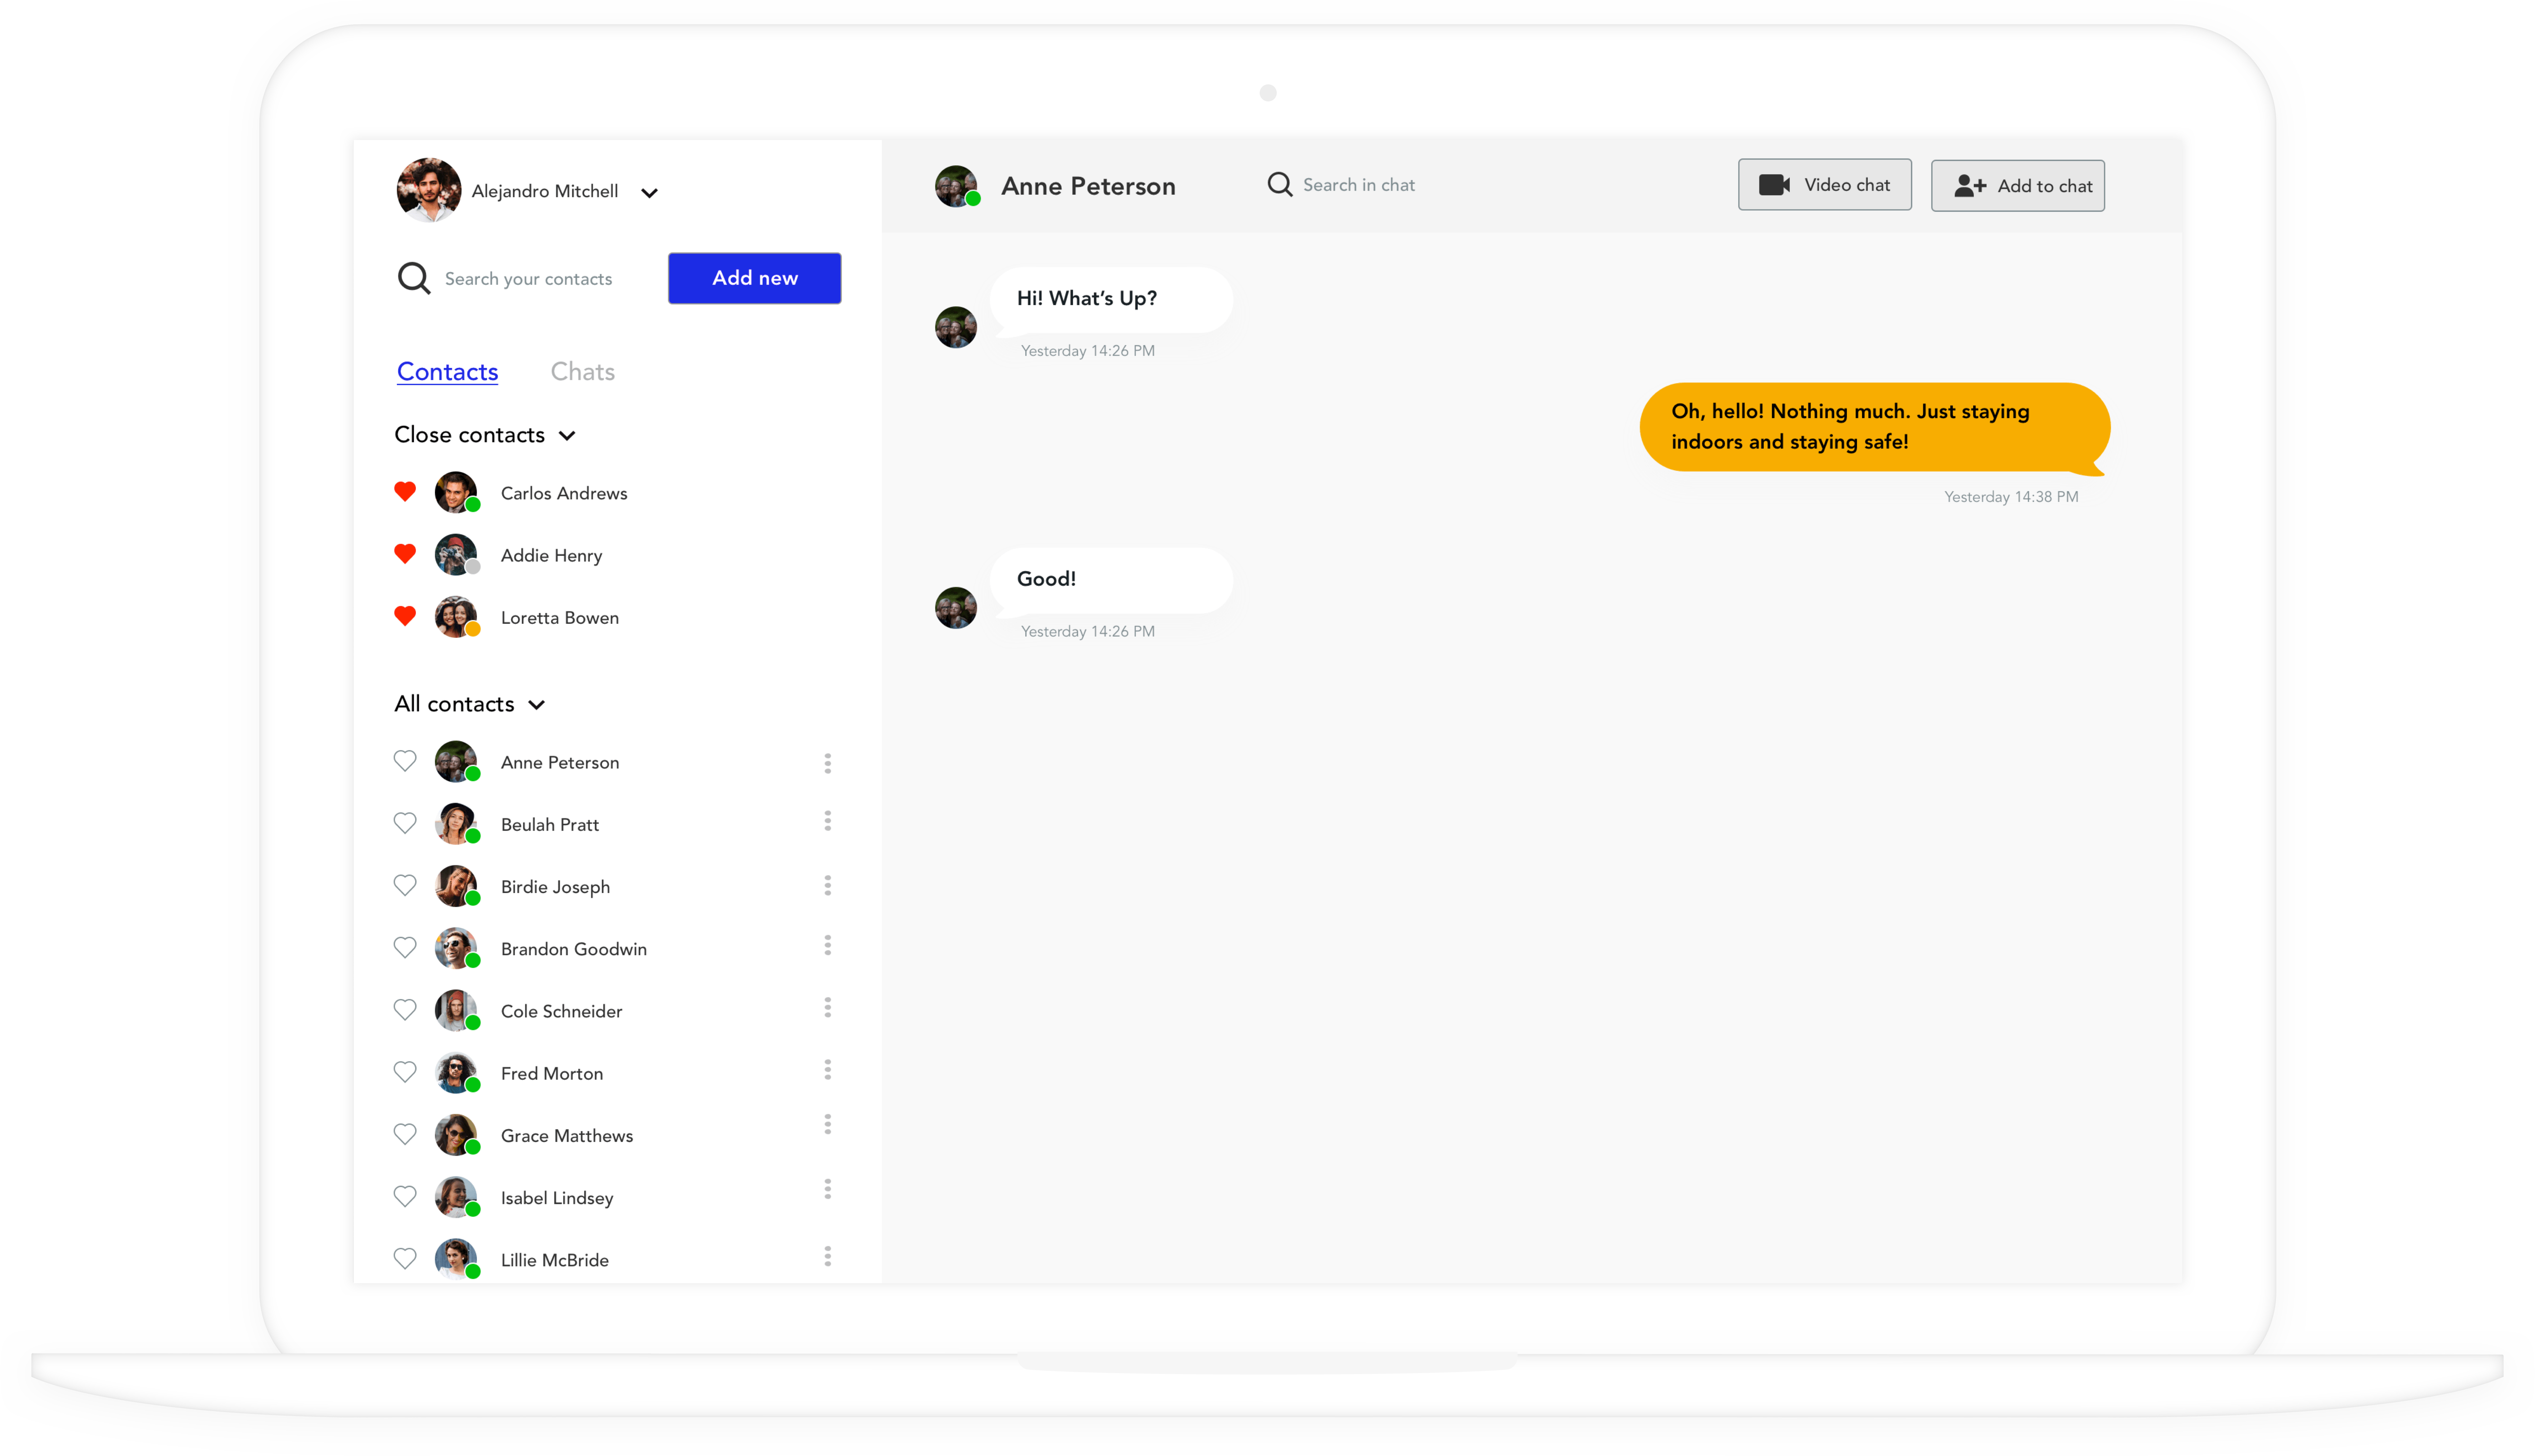 Alejandro Mitchell
Search your contacts
Add new
Contacts
Chats
Close contacts
Carlos Andrews
Addie Henry
Loretta Bowen
All contacts
Anne Peterson
Beulah Pratt
Birdie Joseph
Brandon Goodwin
Cole Schneider
Fred Morton
Grace Matthews
Isabel Lindsey
Lillie McBride
Anne Peterson
Search in chat
Video chat
Add to chat
Hi! What’s Up?
Yesterday 14:26 PM
Oh, hello! Nothing much. Just staying
indoors and staying safe!
Yesterday 14:38 PM
Good!
Yesterday 14:26 PM